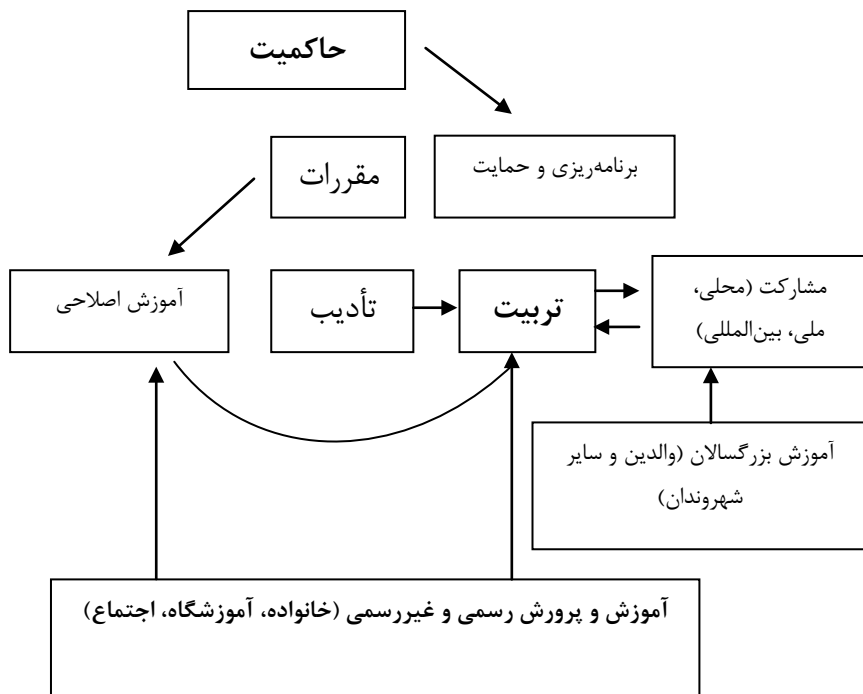 حاکمیت
برنامه‌ریزی و حمایت
مقررات
مشارکت (محلی،
ملی، بین‌المللی)
تربیت
تأدیب
آموزش اصلاحی
آموزش بزرگسالان (والدین و سایر
شهروندان)
آموزش و پرورش رسمی و غیررسمی (خانواده، آموزشگاه، اجتماع)